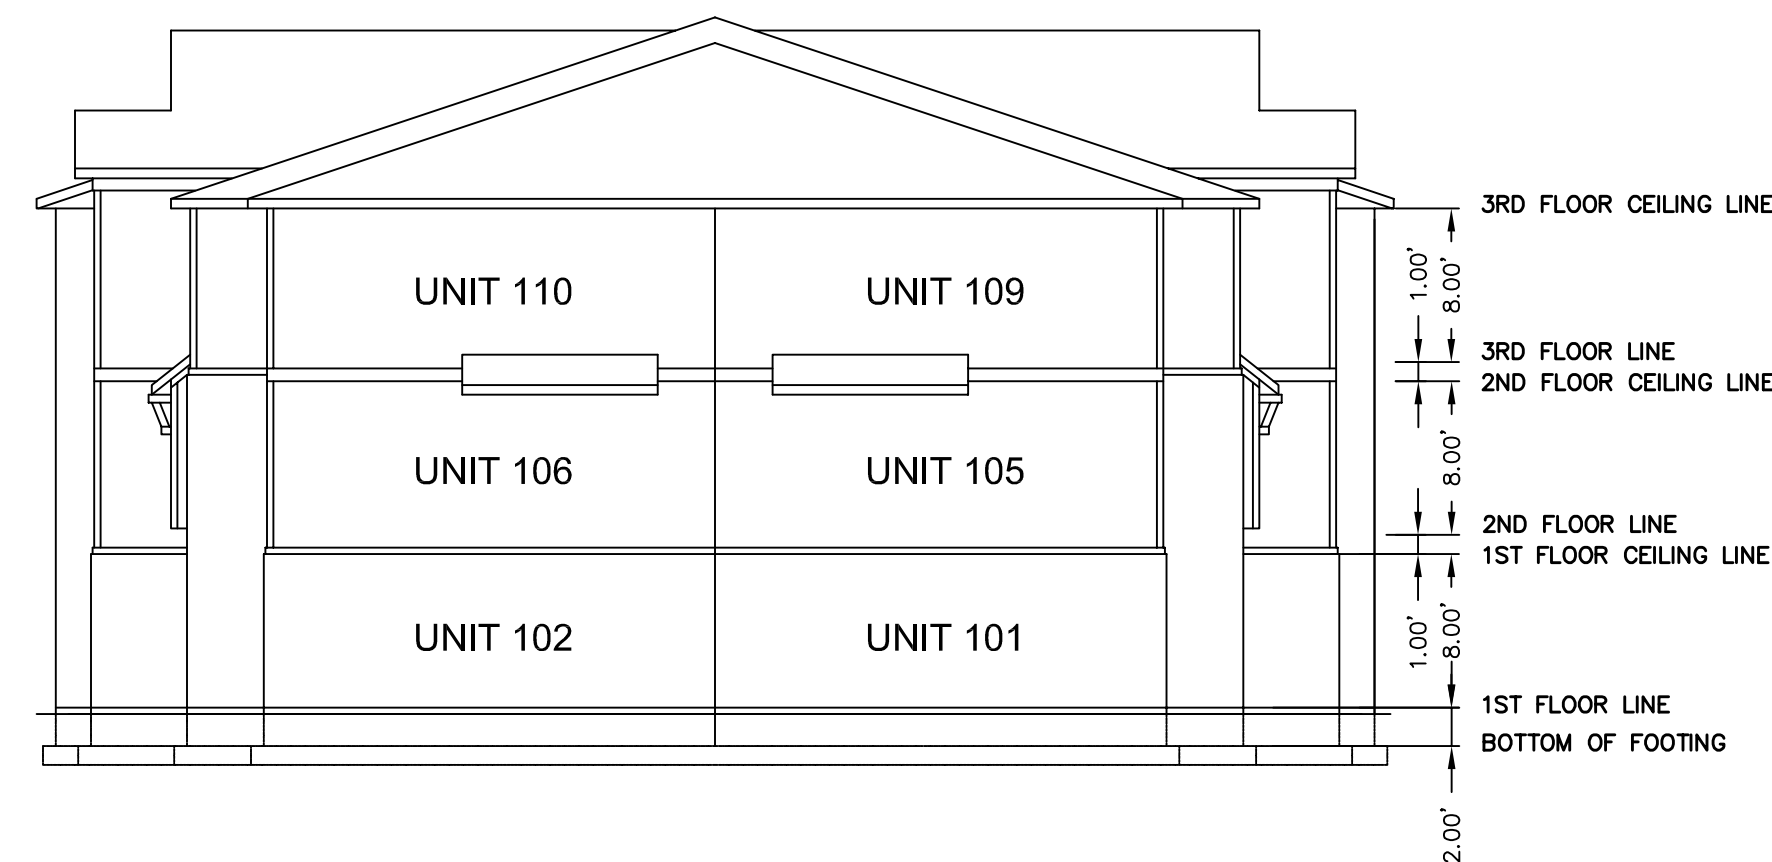 3RD FLOOR CEILING LINE
UNIT 110 UNIT 109
1.00' 8.00'
3RD FLOOR LINE
2ND FLOOR CEILING LINE
UNIT 106 UNIT 105
8.00'
2ND FLOOR LINE
1ST FLOOR CEILING LINE
UNIT 102 UNIT 101
1.00' 8.00'
1ST FLOOR LINE
BOTTOM OF FOOTING
2.00'